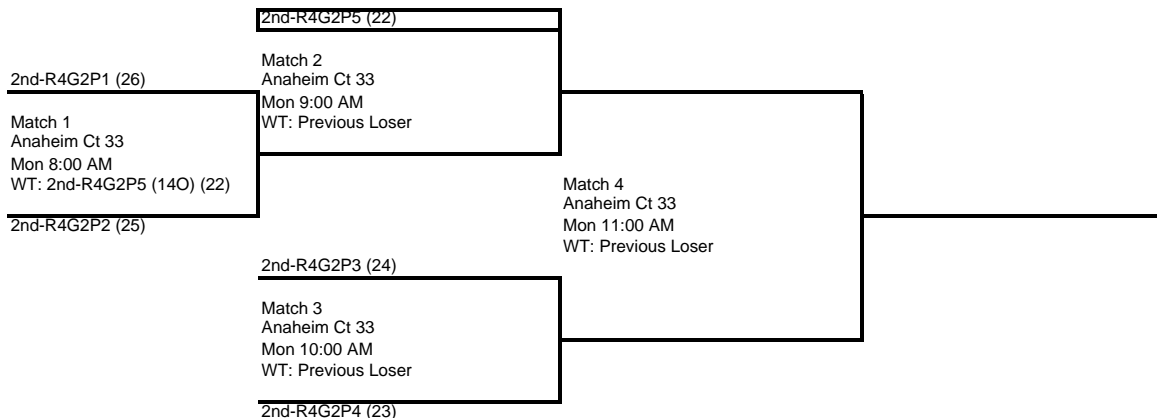 2nd-R4G2P5 (22)
Match 2
Anaheim Ct 33
Mon 9:00 AM
WT: Previous Loser
2nd-R4G2P1 (26)
Match 1
Anaheim Ct 33
Mon 8:00 AM
WT: 2nd-R4G2P5 (14O) (22)
2nd-R4G2P2 (25)
Match 4
Anaheim Ct 33
Mon 11:00 AM
WT: Previous Loser
2nd-R4G2P3 (24)
Match 3
Anaheim Ct 33
Mon 10:00 AM
WT: Previous Loser
2nd-R4G2P4 (23)